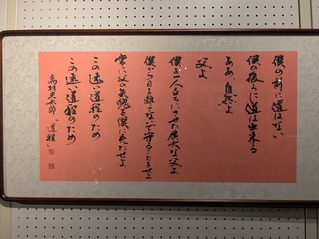 僕の前に道はない
僕の後ろに道は出来る
ああ、自然よ
父よ
僕を一人立ちにさせた広大な父よ
僕から目を離さないで守ることをせよ
常に父の気魄を僕に充たせよ
この遠い道程のため
この遠い道程のため
高村光太郎「道程」